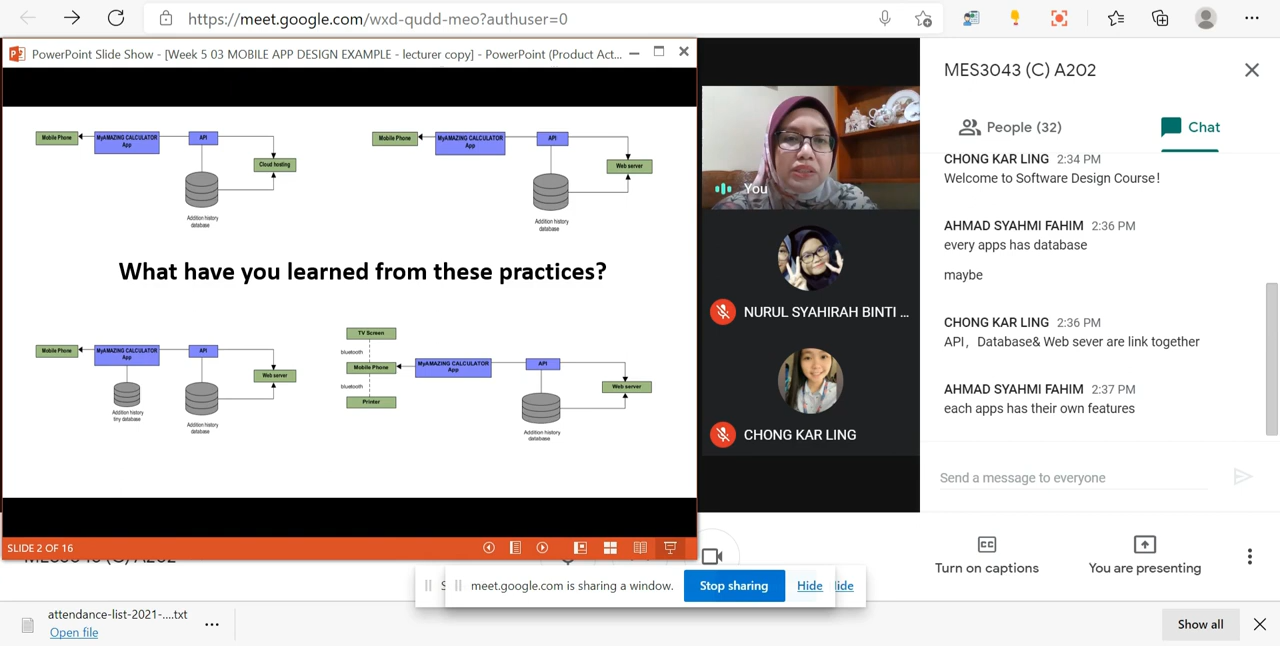 https://meet.google.com/wxd-qudd-meo?authuser=0
PowerPoint Slide Show - [Week 5 03 MOBILE APP DESIGN EXAMPLE - lecturer copy] - PowerPoint (Product Act...
Mobile Phone
MyAMAZING CALCULATOR
App
API
Cloud hosting
Addition history
database
Mobile Phone
MyAMAZING CALCULATOR
App
API
Web server
Addition history
database
What have you learned from these practices?
Mobile Phone
MyAMAZING CALCULATOR
App
API
Web server
Addition history
tiny database
Addition history
database
TV Screen
bluetooth
Mobile Phone
MyAMAZING CALCULATOR
App
API
bluetooth
Web server
Printer
Addition history
database
SLIDE 2 OF 16
You
NURUL SYAHIRAH BINTI ...
CHONG KAR LING
MES3043 (C) A202
People (32)
Chat
CHONG KAR LING 2:34 PM
Welcome to Software Design Course!
AHMAD SYAHMI FAHIM 2:36 PM
every apps has database
maybe
CHONG KAR LING 2:36 PM
API，Database& Web sever are link together
AHMAD SYAHMI FAHIM 2:37 PM
each apps has their own features
Send a message to everyone
Turn on captions
You are presenting
meet.google.com is sharing a window.
Stop sharing
Hide
attendance-list-2021-....txt
Open file
Show all